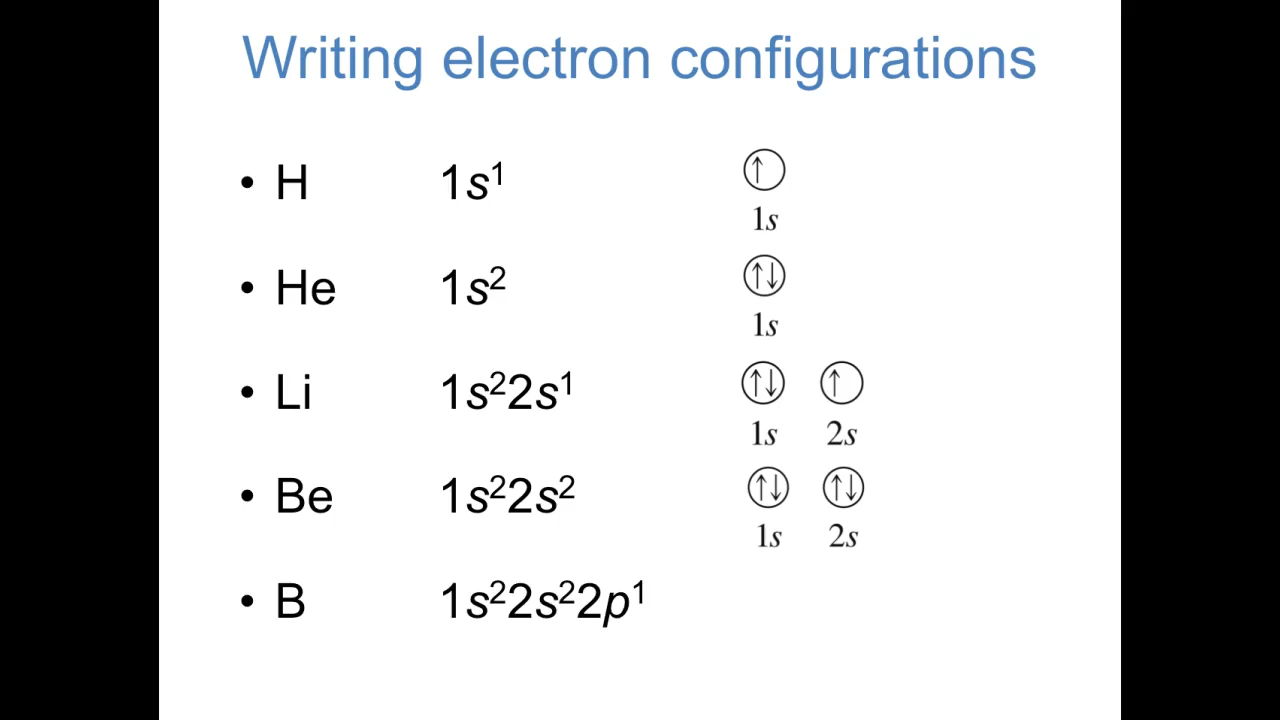 Writing electron configurations
• H 1s¹ ↑
1s
• He 1s² ↑↓
1s
• Li 1s²2s¹ ↑↓ ↑
1s 2s
• Be 1s²2s² ↑↓ ↑↓
1s 2s
• B 1s²2s²2p¹